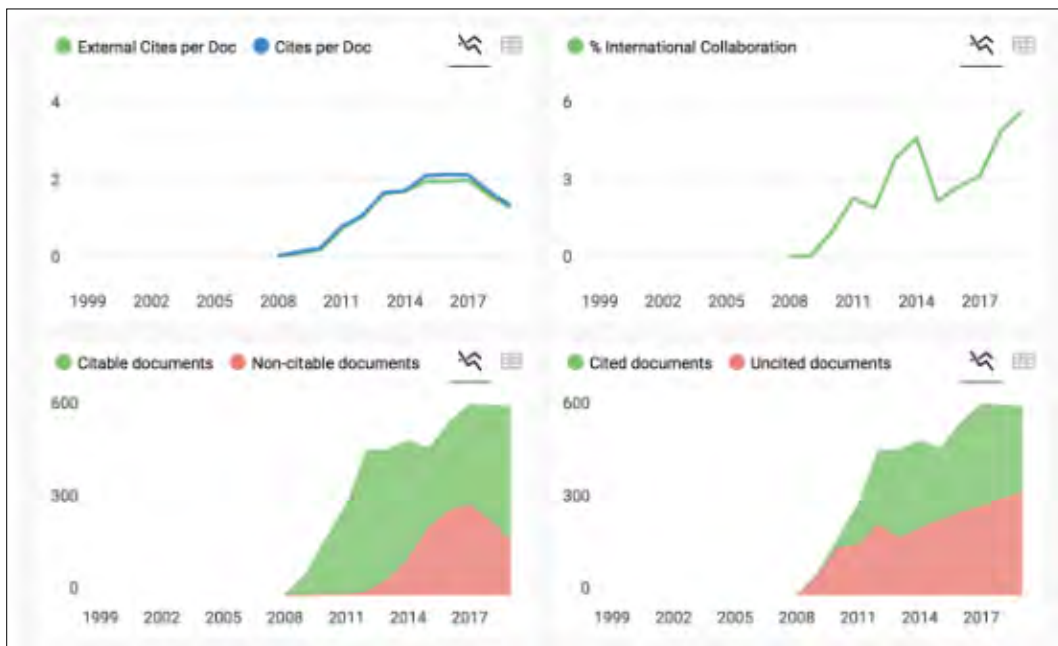 External Cites per Doc Cites per Doc
4
2
0
1999 2002 2005 2008 2011 2014 2017
% International Collaboration
6
3
0
1999 2002 2005 2008 2011 2014 2017
Citable documents Non-citable documents
600
300
0
1999 2002 2005 2008 2011 2014 2017
Cited documents Uncited documents
600
300
0
1999 2002 2005 2008 2011 2014 2017